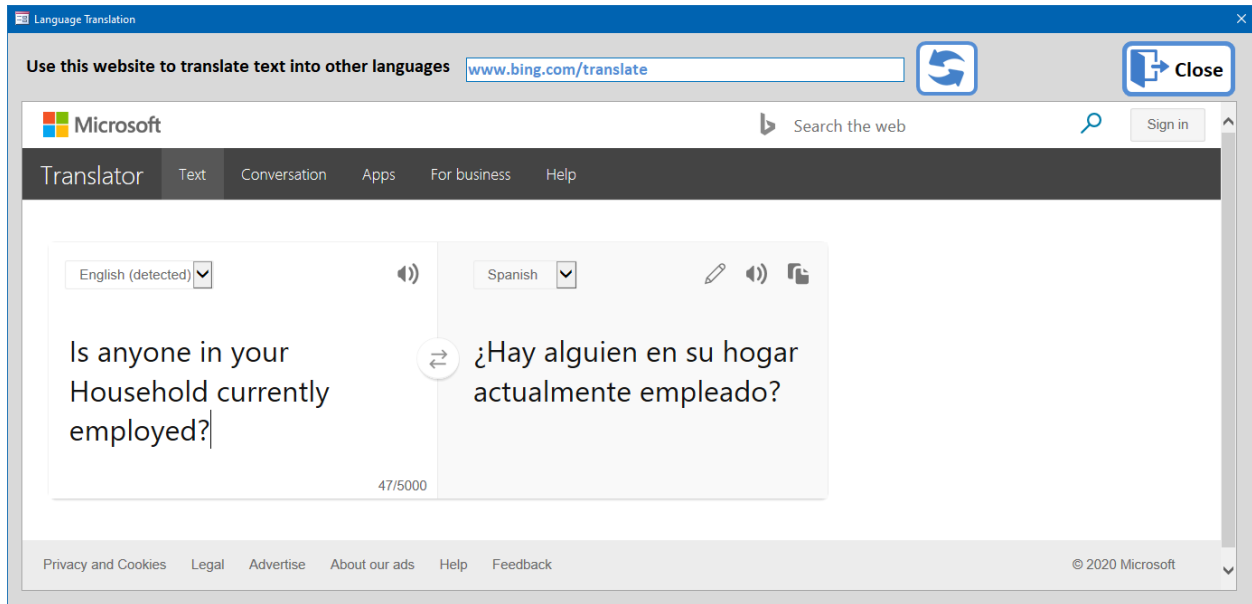 Language Translation
Use this website to translate text into other languages www.bing.com/translate Close
Microsoft Search the web Sign in
Translator Text Conversation Apps For business Help
English (detected) Spanish
Is anyone in your
Household currently
employed?
47/5000
¿Hay alguien en su hogar
actualmente empleado?
Privacy and Cookies Legal Advertise About our ads Help Feedback © 2020 Microsoft